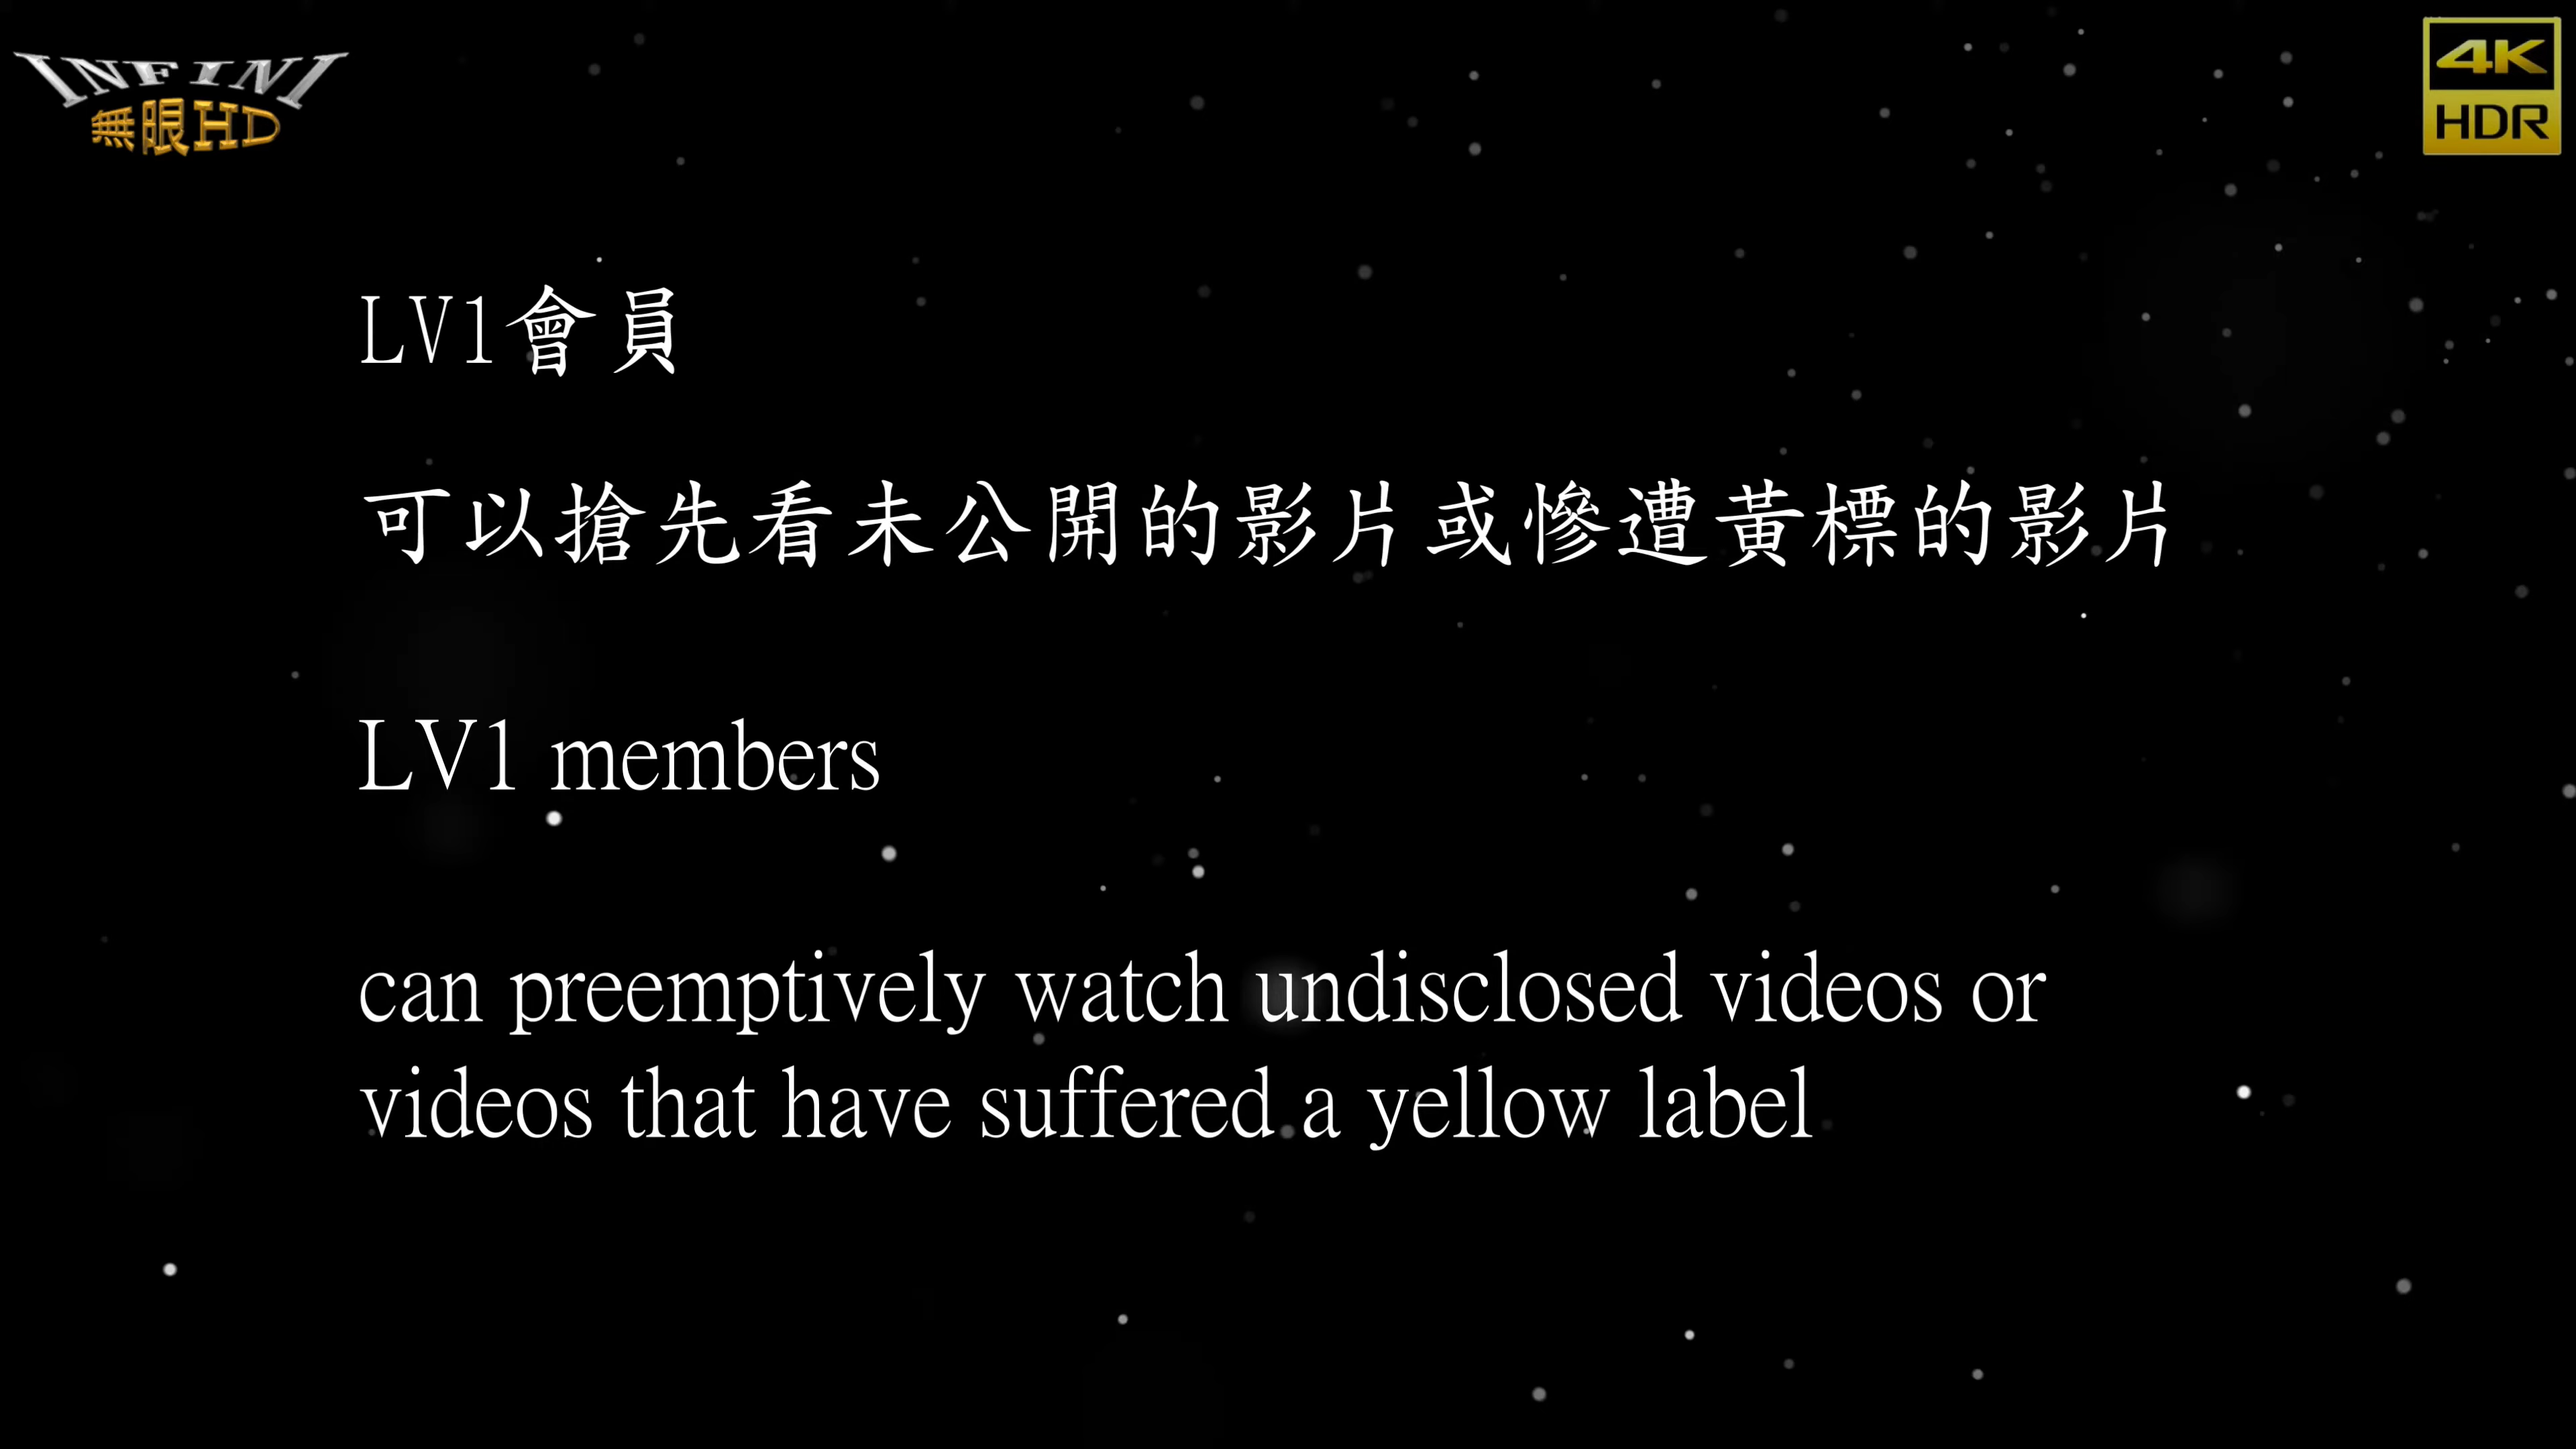 INFINI
無限HD
4K
HDR
LV1會員
可以搶先看未公開的影片或慘遭黃標的影片
LV1 members
can preemptively watch undisclosed videos or
videos that have suffered a yellow label